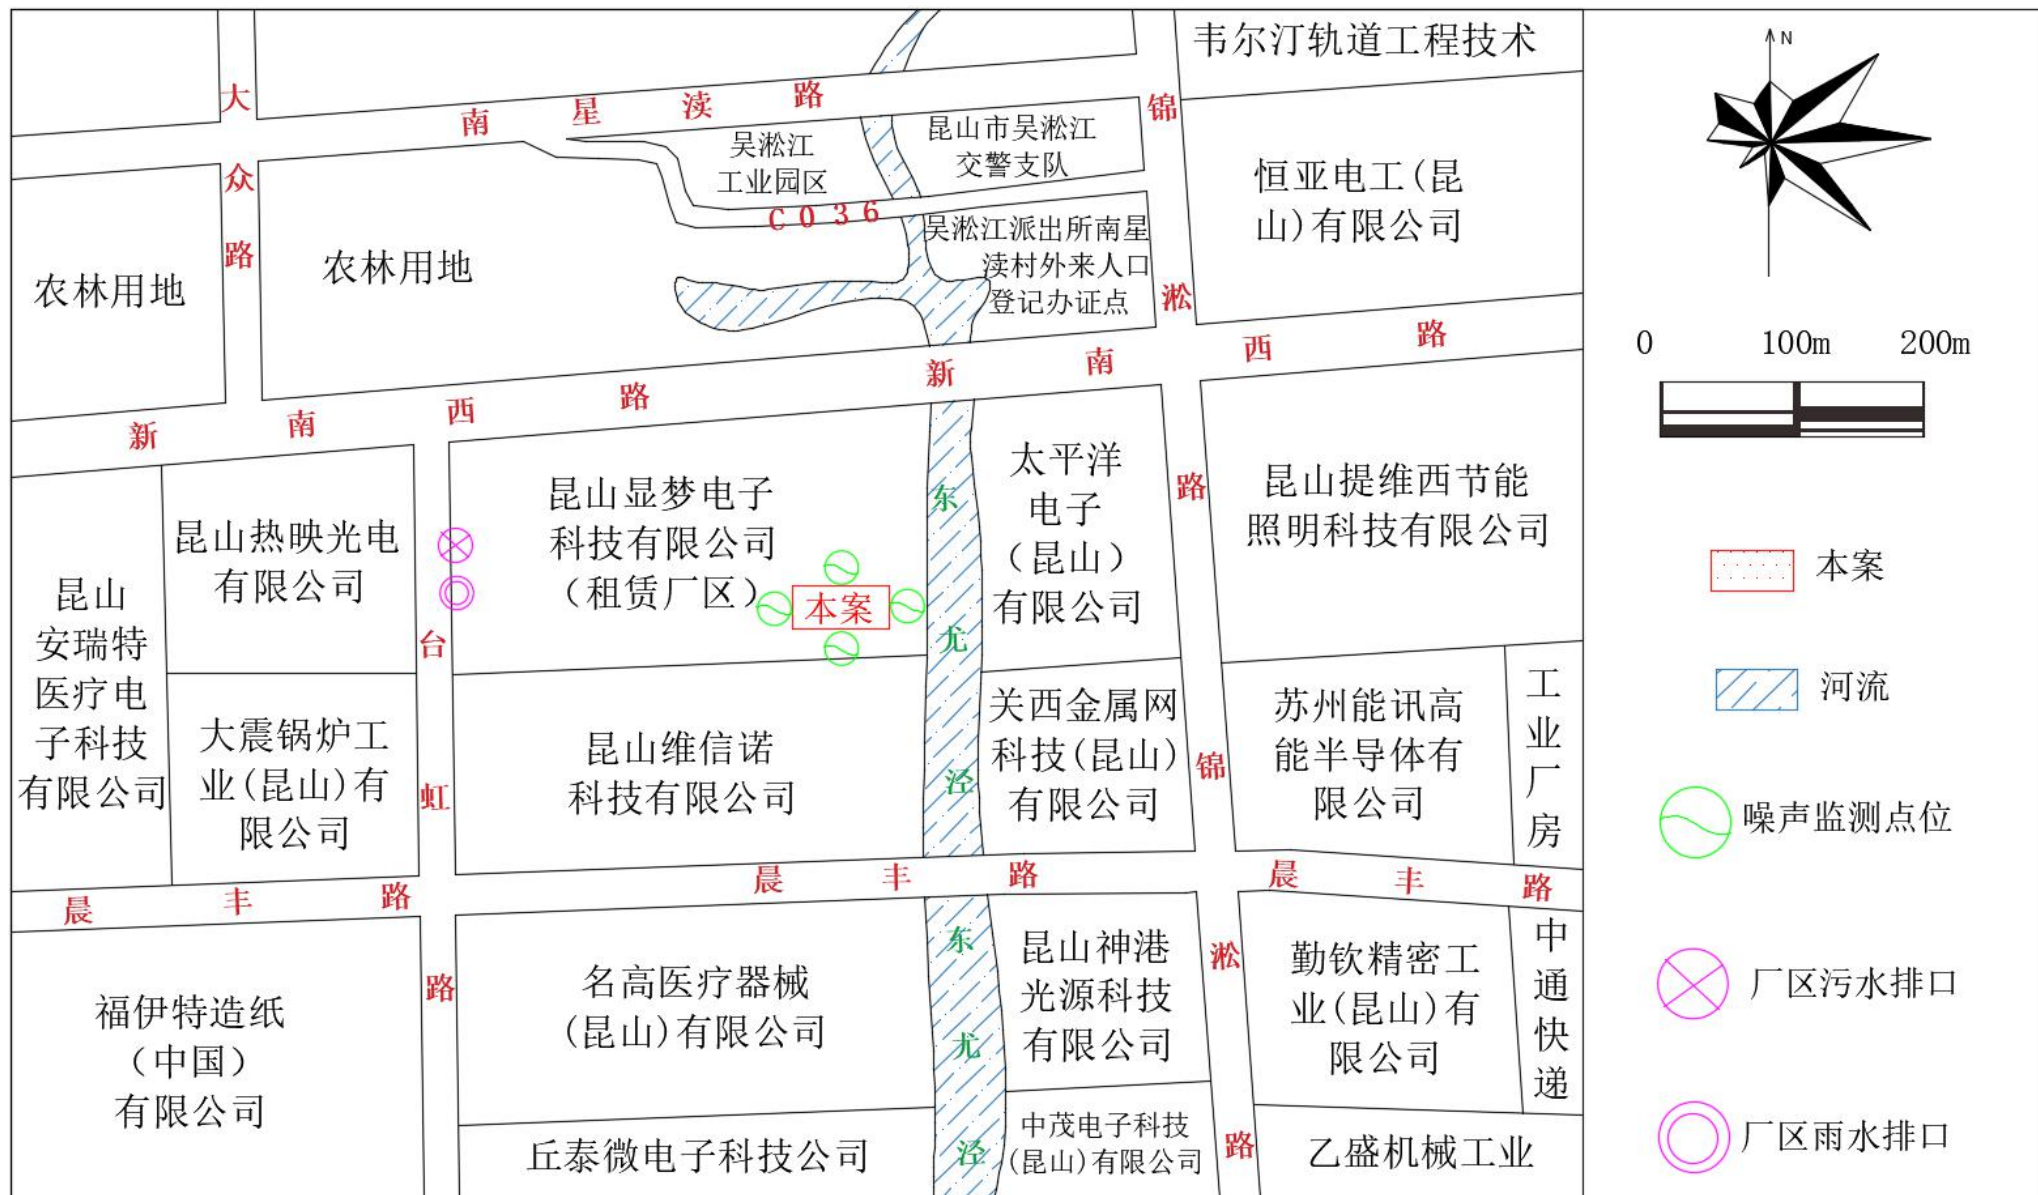 韦尔汀轨道工程技术
N
大众路
南星渎路
锦淞路
吴淞江
工业园区
昆山市吴淞江
交警支队
恒亚电工(昆
山)有限公司
C036
吴淞江派出所南星
渎村外来人口
登记办证点
农林用地
农林用地
0 100m 200m
新南西路
新南西路
昆山显梦电子
科技有限公司
（租赁厂区）
本案
太平洋
电子
（昆山）
有限公司
昆山提维西节能
照明科技有限公司
昆山热映光电
有限公司
昆山
安瑞特
医疗电
子科技
有限公司
台虹路
东尤泾
大震锅炉工
业(昆山)有
限公司
昆山维信诺
科技有限公司
关西金属网
科技(昆山)
有限公司
锦淞路
苏州能讯高
能半导体有
限公司
工业厂房
晨丰路
晨丰路
晨丰路
福伊特造纸
（中国）
有限公司
名高医疗器械
(昆山)有限公司
东尤泾
昆山神港
光源科技
有限公司
勤钦精密工
业(昆山)有
限公司
中通快递
丘泰微电子科技公司
中茂电子科技
(昆山)有限公司
乙盛机械工业
本案
河流
噪声监测点位
厂区污水排口
厂区雨水排口